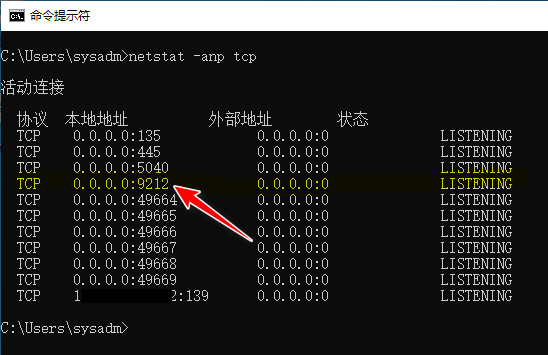 命令提示符
C:\Users\sysadm>netstat -anp tcp
活动连接
协议 本地地址 外部地址 状态
TCP 0.0.0.0:135 0.0.0.0:0 LISTENING
TCP 0.0.0.0:445 0.0.0.0:0 LISTENING
TCP 0.0.0.0:5040 0.0.0.0:0 LISTENING
TCP 0.0.0.0:9212 0.0.0.0:0 LISTENING
TCP 0.0.0.0:49664 0.0.0.0:0 LISTENING
TCP 0.0.0.0:49665 0.0.0.0:0 LISTENING
TCP 0.0.0.0:49666 0.0.0.0:0 LISTENING
TCP 0.0.0.0:49667 0.0.0.0:0 LISTENING
TCP 0.0.0.0:49668 0.0.0.0:0 LISTENING
TCP 0.0.0.0:49669 0.0.0.0:0 LISTENING
TCP 1 2:139 0.0.0.0:0 LISTENING
C:\Users\sysadm>